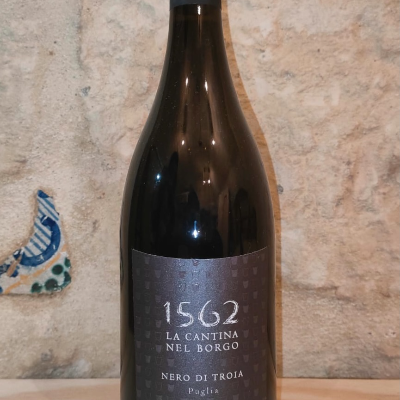 1562
LA CANTINA
NEL BORGO
NERO DI TROIA
Puglia